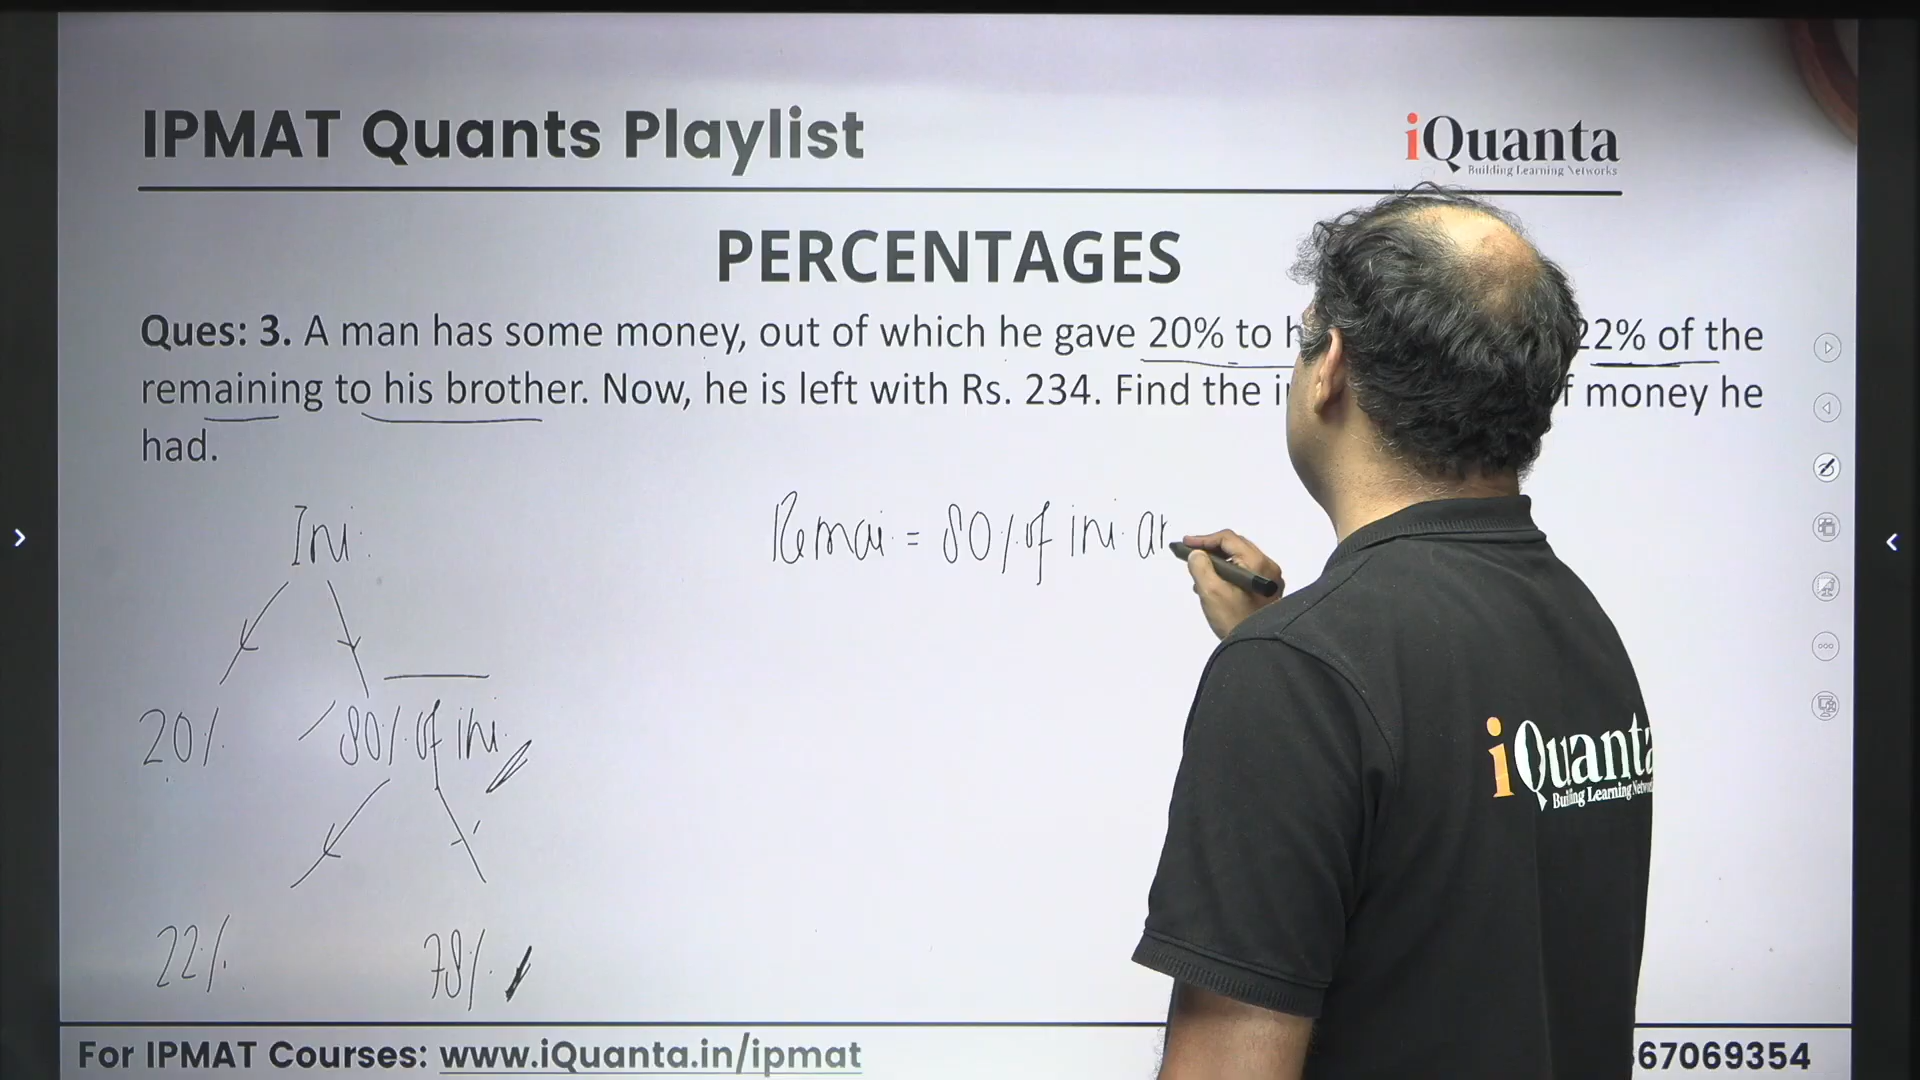 IPMAT Quants Playlist
iQuanta
Building Learning Networks
PERCENTAGES
Ques: 3. A man has some money, out of which he gave 20% to 22% of the
remaining to his brother. Now, he is left with Rs. 234. Find the money he
had.
Ini.
Remai = 80% of ini. am
20%
80% of ini.
22%
78%
iQuanta
Building Learning
For IPMAT Courses: www.iQuanta.in/ipmat
67069354